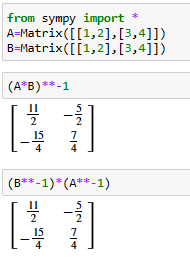 from sympy import *
A=Matrix([[1,2],[3,4]])
B=Matrix([[1,2],[3,4]])
(A*B)**-1
11/2 -5/2
-15/4 7/4
(B**-1)*(A**-1)
11/2 -5/2
-15/4 7/4